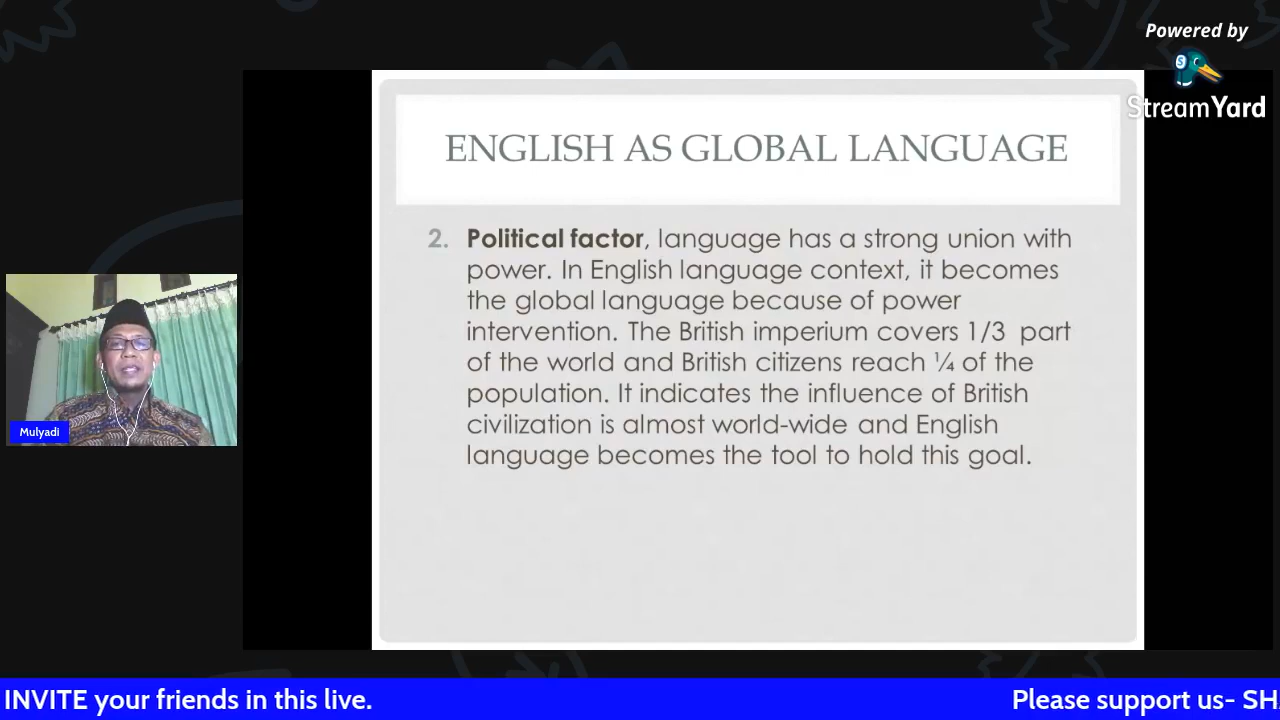 Powered by
StreamYard
ENGLISH AS GLOBAL LANGUAGE
2. Political factor, language has a strong union with
power. In English language context, it becomes
the global language because of power
intervention. The British imperium covers 1/3 part
of the world and British citizens reach ¼ of the
population. It indicates the influence of British
civilization is almost world-wide and English
language becomes the tool to hold this goal.
Mulyadi
INVITE your friends in this live.
Please support us-